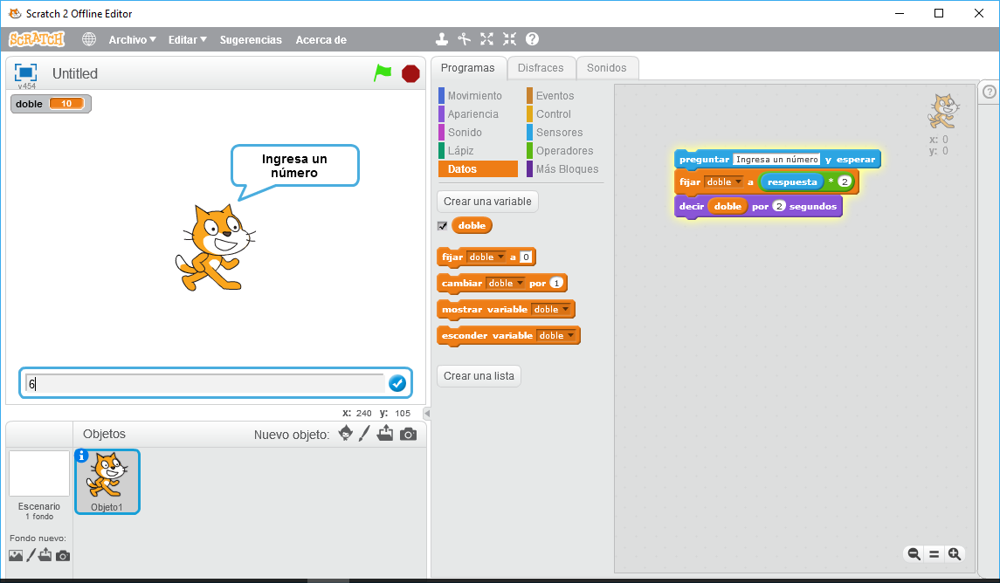 Scratch 2 Offline Editor
SCRATCH Archivo Editar Sugerencias Acerca de
v454 Untitled
doble 10
Ingresa un
número
6
x: 240 y: 105
Objetos Nuevo objeto:
Escenario
1 fondo
Fondo nuevo:
Objeto1
Programas Disfraces Sonidos
Movimiento Eventos
Apariencia Control
Sonido Sensores
Lápiz Operadores
Datos Más Bloques
Crear una variable
doble
fijar doble a 0
cambiar doble por 1
mostrar variable doble
esconder variable doble
Crear una lista
preguntar Ingresa un número y esperar
fijar doble a respuesta * 2
decir doble por 2 segundos
x: 0
y: 0